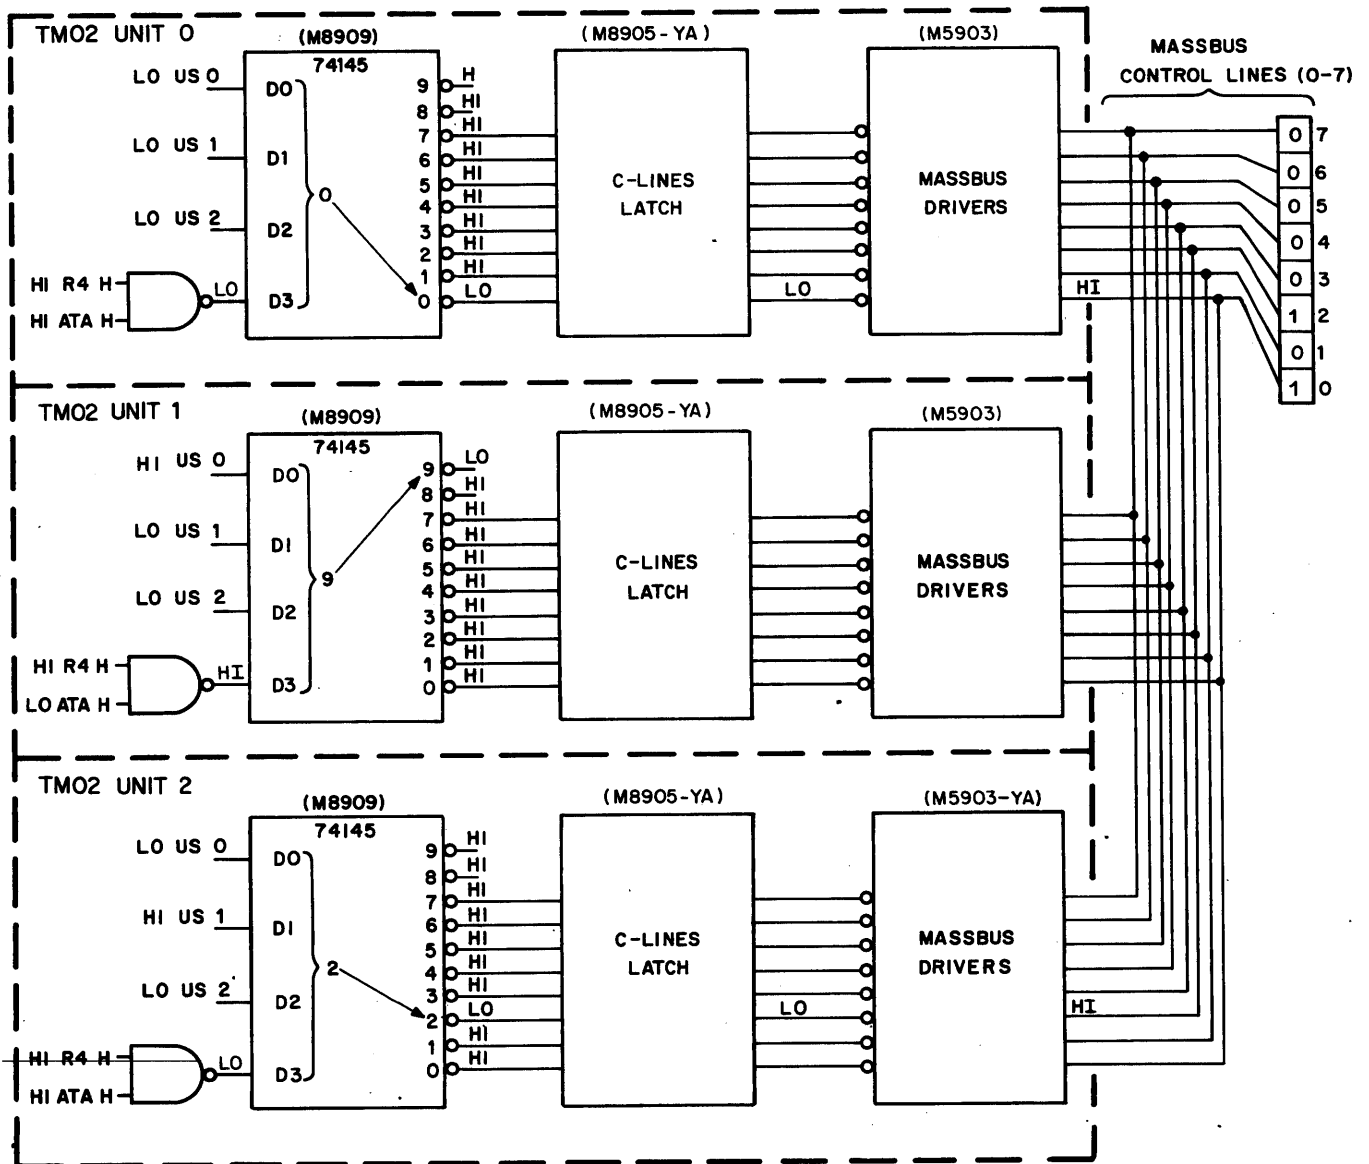 TM02 UNIT 0
(M8909)
74145
LO US 0
LO US 1
LO US 2
HI R4 H
HI ATA H
LO
D0
D1
D2
D3
0
9 H
8 HI
7 HI
6 HI
5 HI
4 HI
3 HI
2 HI
1 HI
0 LO
(M8905-YA)
C-LINES
LATCH
LO
(M5903)
MASSBUS
DRIVERS
HI
MASSBUS
CONTROL LINES (0-7)
0 7
0 6
0 5
0 4
0 3
1 2
0 1
1 0
TM02 UNIT 1
(M8909)
74145
HI US 0
LO US 1
LO US 2
HI R4 H
LO ATA H
HI
D0
D1
D2
D3
9
9 LO
8 HI
7 HI
6 HI
5 HI
4 HI
3 HI
2 HI
1 HI
0 HI
(M8905-YA)
C-LINES
LATCH
(M5903)
MASSBUS
DRIVERS
TM02 UNIT 2
(M8909)
74145
LO US 0
HI US 1
LO US 2
HI R4 H
HI ATA H
LO
D0
D1
D2
D3
2
9 HI
8 HI
7 HI
6 HI
5 HI
4 HI
3 HI
2 LO
1 HI
0 HI
(M8905-YA)
C-LINES
LATCH
LO
(M5903-YA)
MASSBUS
DRIVERS
HI